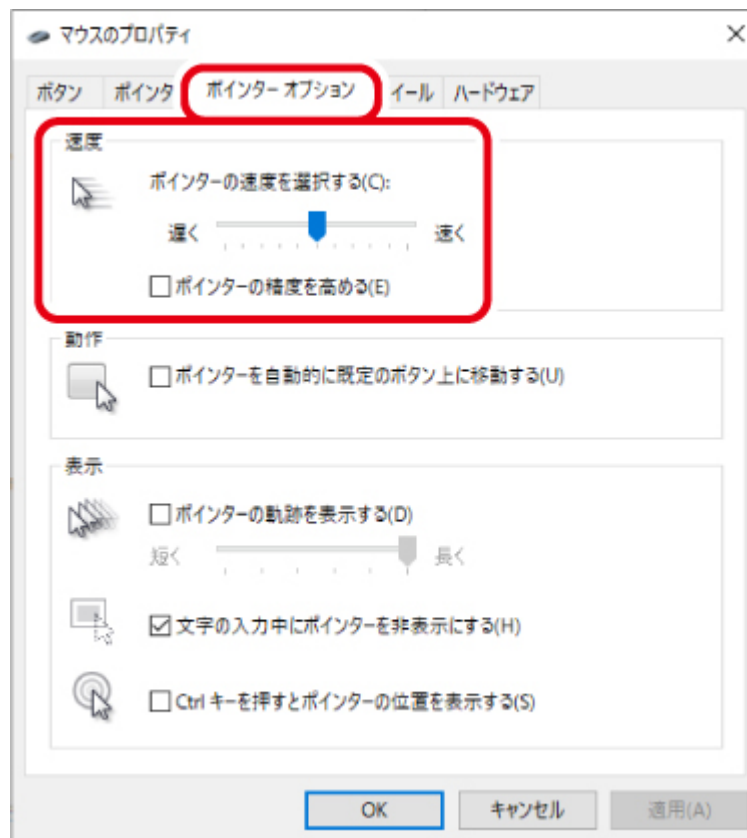 マウスのプロパティ
ボタン ポインタ ポインター オプション イール ハードウェア
速度
ポインターの速度を選択する(C):
遅く 速く
ポインターの精度を高める(E)
動作
ポインターを自動的に既定のボタン上に移動する(U)
表示
ポインターの軌跡を表示する(D)
短く 長く
文字の入力中にポインターを非表示にする(H)
Ctrl キーを押すとポインターの位置を表示する(S)
OK キャンセル 適用(A)